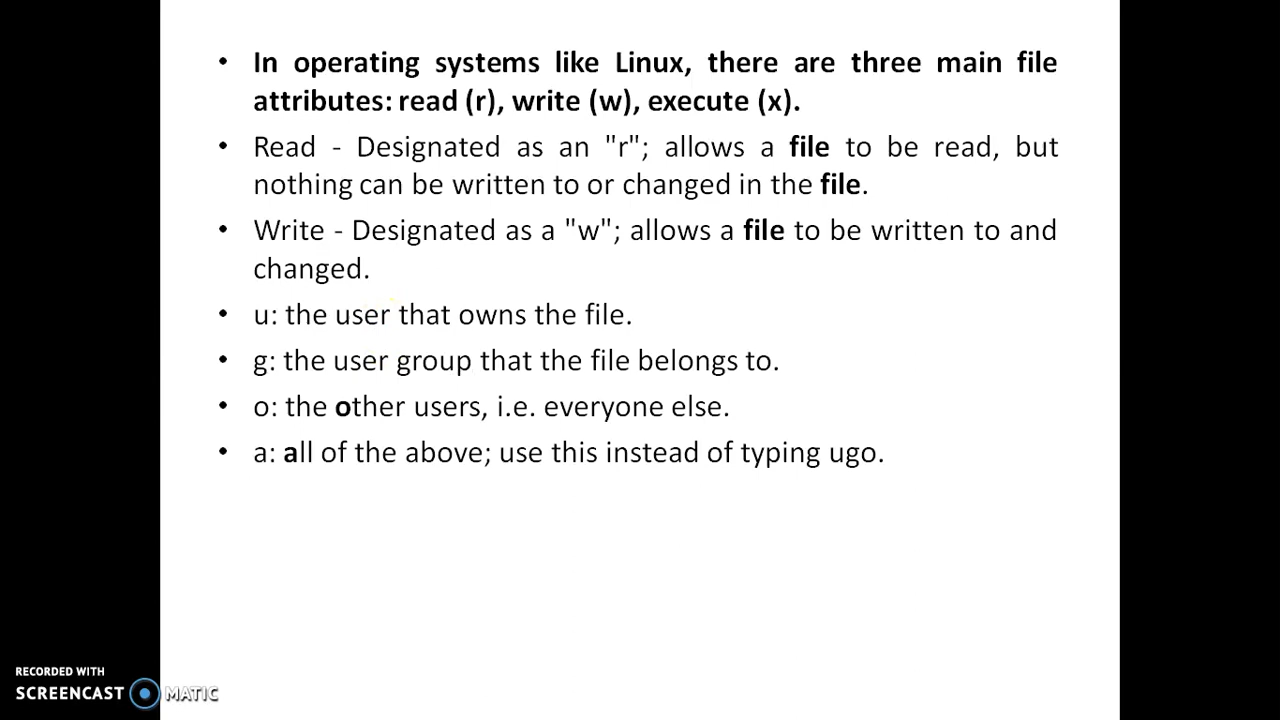 • In operating systems like Linux, there are three main file
attributes: read (r), write (w), execute (x).
• Read - Designated as an "r"; allows a file to be read, but
nothing can be written to or changed in the file.
• Write - Designated as a "w"; allows a file to be written to and
changed.
• u: the user that owns the file.
• g: the user group that the file belongs to.
• o: the other users, i.e. everyone else.
• a: all of the above; use this instead of typing ugo.
RECORDED WITH
SCREENCAST MATIC